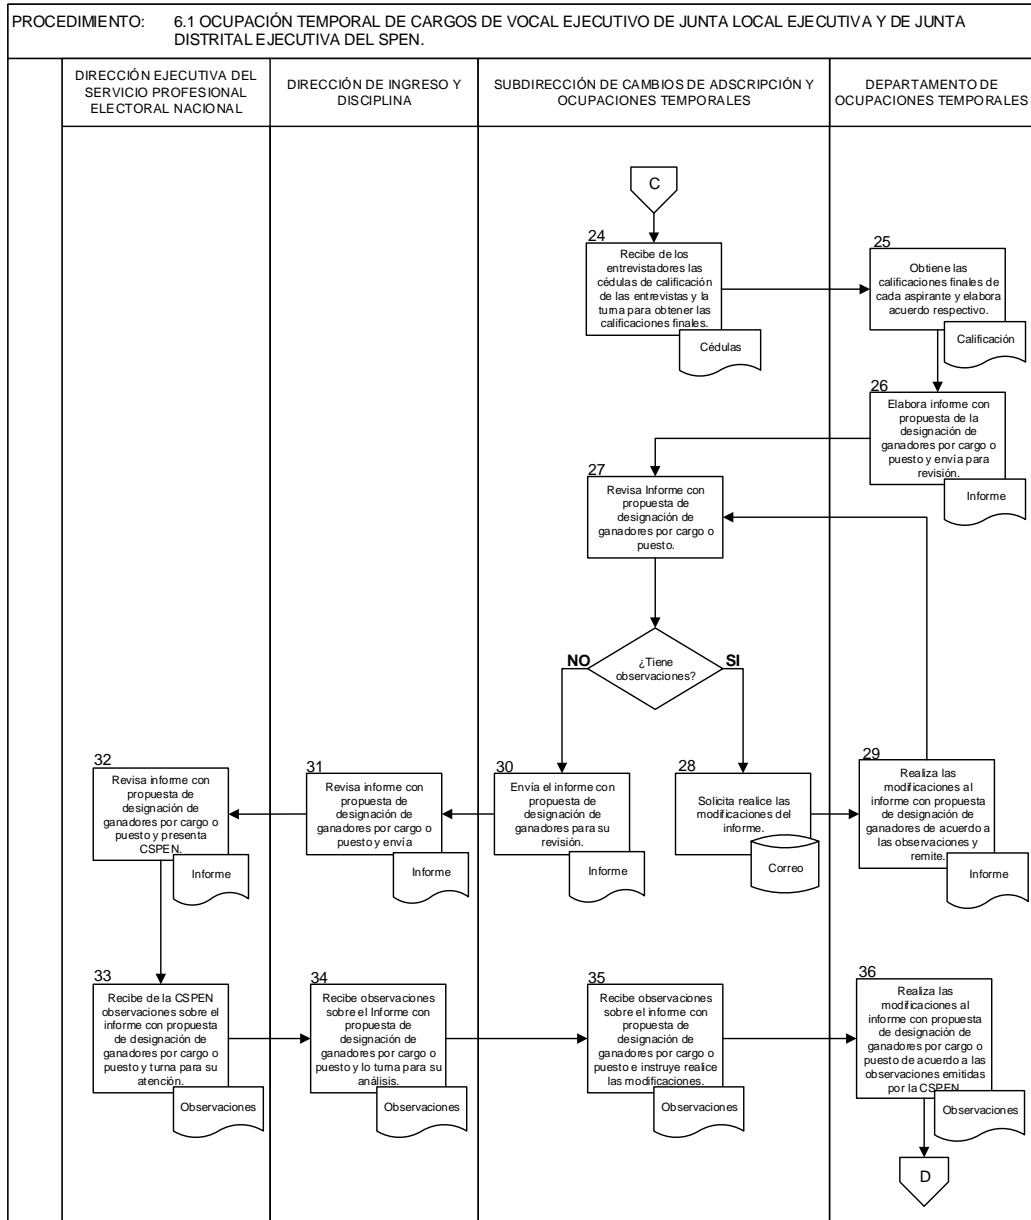 PROCEDIMIENTO: 6.1 OCUPACIÓN TEMPORAL DE CARGOS DE VOCAL EJECUTIVO DE JUNTA LOCAL EJECUTIVA Y DE JUNTA
DISTRITAL EJECUTIVA DEL SPEN.
DIRECCIÓN EJECUTIVA DEL
SERVICIO PROFESIONAL
ELECTORAL NACIONAL
DIRECCIÓN DE INGRESO Y
DISCIPLINA
SUBDIRECCIÓN DE CAMBIOS DE ADSCRIPCIÓN Y
OCUPACIONES TEMPORALES
DEPARTAMENTO DE
OCUPACIONES TEMPORALES
C
24
Recibe de los
entrevistadores las
cédulas de calificación
de las entrevistas y la
turna para obtener las
calificaciones finales.
Cédulas
25
Obtiene las
calificaciones finales de
cada aspirante y elabora
acuerdo respectivo.
Calificación
26
Elabora informe con
propuesta de la
designación de
ganadores por cargo o
puesto y envía para
revisión.
Informe
27
Revisa Informe con
propuesta de
designación de
ganadores por cargo o
puesto.
¿Tiene
observaciones?
NO
SI
32
Revisa informe con
propuesta de
designación de
ganadores por cargo o
puesto y presenta
CSPEN.
Informe
31
Revisa informe con
propuesta de
designación de
ganadores por cargo o
puesto y envía
Informe
30
Envía el informe con
propuesta de
designación de
ganadores para su
revisión.
Informe
28
Solicita realice las
modificaciones del
informe.
Correo
29
Realiza las
modificaciones al
informe con propuesta
de designación de
ganadores de acuerdo a
las observaciones y
remite.
Informe
33
Recibe de la CSPEN
observaciones sobre el
informe con propuesta
de designación de
ganadores por cargo o
puesto y turna para su
atención.
Observaciones
34
Recibe observaciones
sobre el Informe con
propuesta de
designación de
ganadores por cargo o
puesto y lo turna para su
análisis.
Observaciones
35
Recibe observaciones
sobre el informe con
propuesta de
designación de
ganadores por cargo o
puesto e instruye realice
las modificaciones.
Observaciones
36
Realiza las
modificaciones al
informe con propuesta
de designación de
ganadores por cargo o
puesto de acuerdo a las
observaciones emitidas
por la CSPEN
Observaciones
D